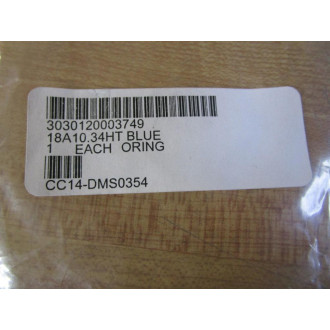 3030120003749
18A10.34HT BLUE
1 EACH ORING
CC14-DMS0354